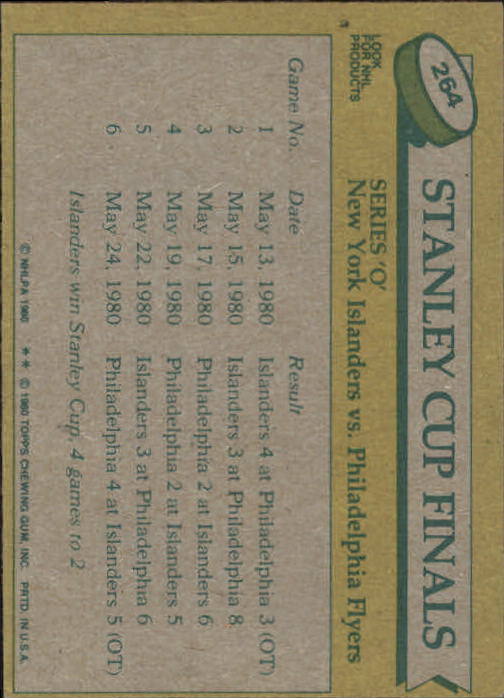 264
STANLEY CUP FINALS
LOOK
FOR NHL
PRODUCTS
SERIES 'O'
New York Islanders vs. Philadelphia Flyers
Game No. Date Result
1 May 13, 1980 Islanders 4 at Philadelphia 3 (OT)
2 May 15, 1980 Islanders 3 at Philadelphia 8
3 May 17, 1980 Philadelphia 2 at Islanders 6
4 May 19, 1980 Philadelphia 2 at Islanders 5
5 May 22, 1980 Islanders 3 at Philadelphia 6
6 May 24, 1980 Philadelphia 4 at Islanders 5 (OT)
Islanders win Stanley Cup, 4 games to 2
© NHLPA 1980 ** © 1980 TOPPS CHEWING GUM, INC. PRTD. IN U.S.A.